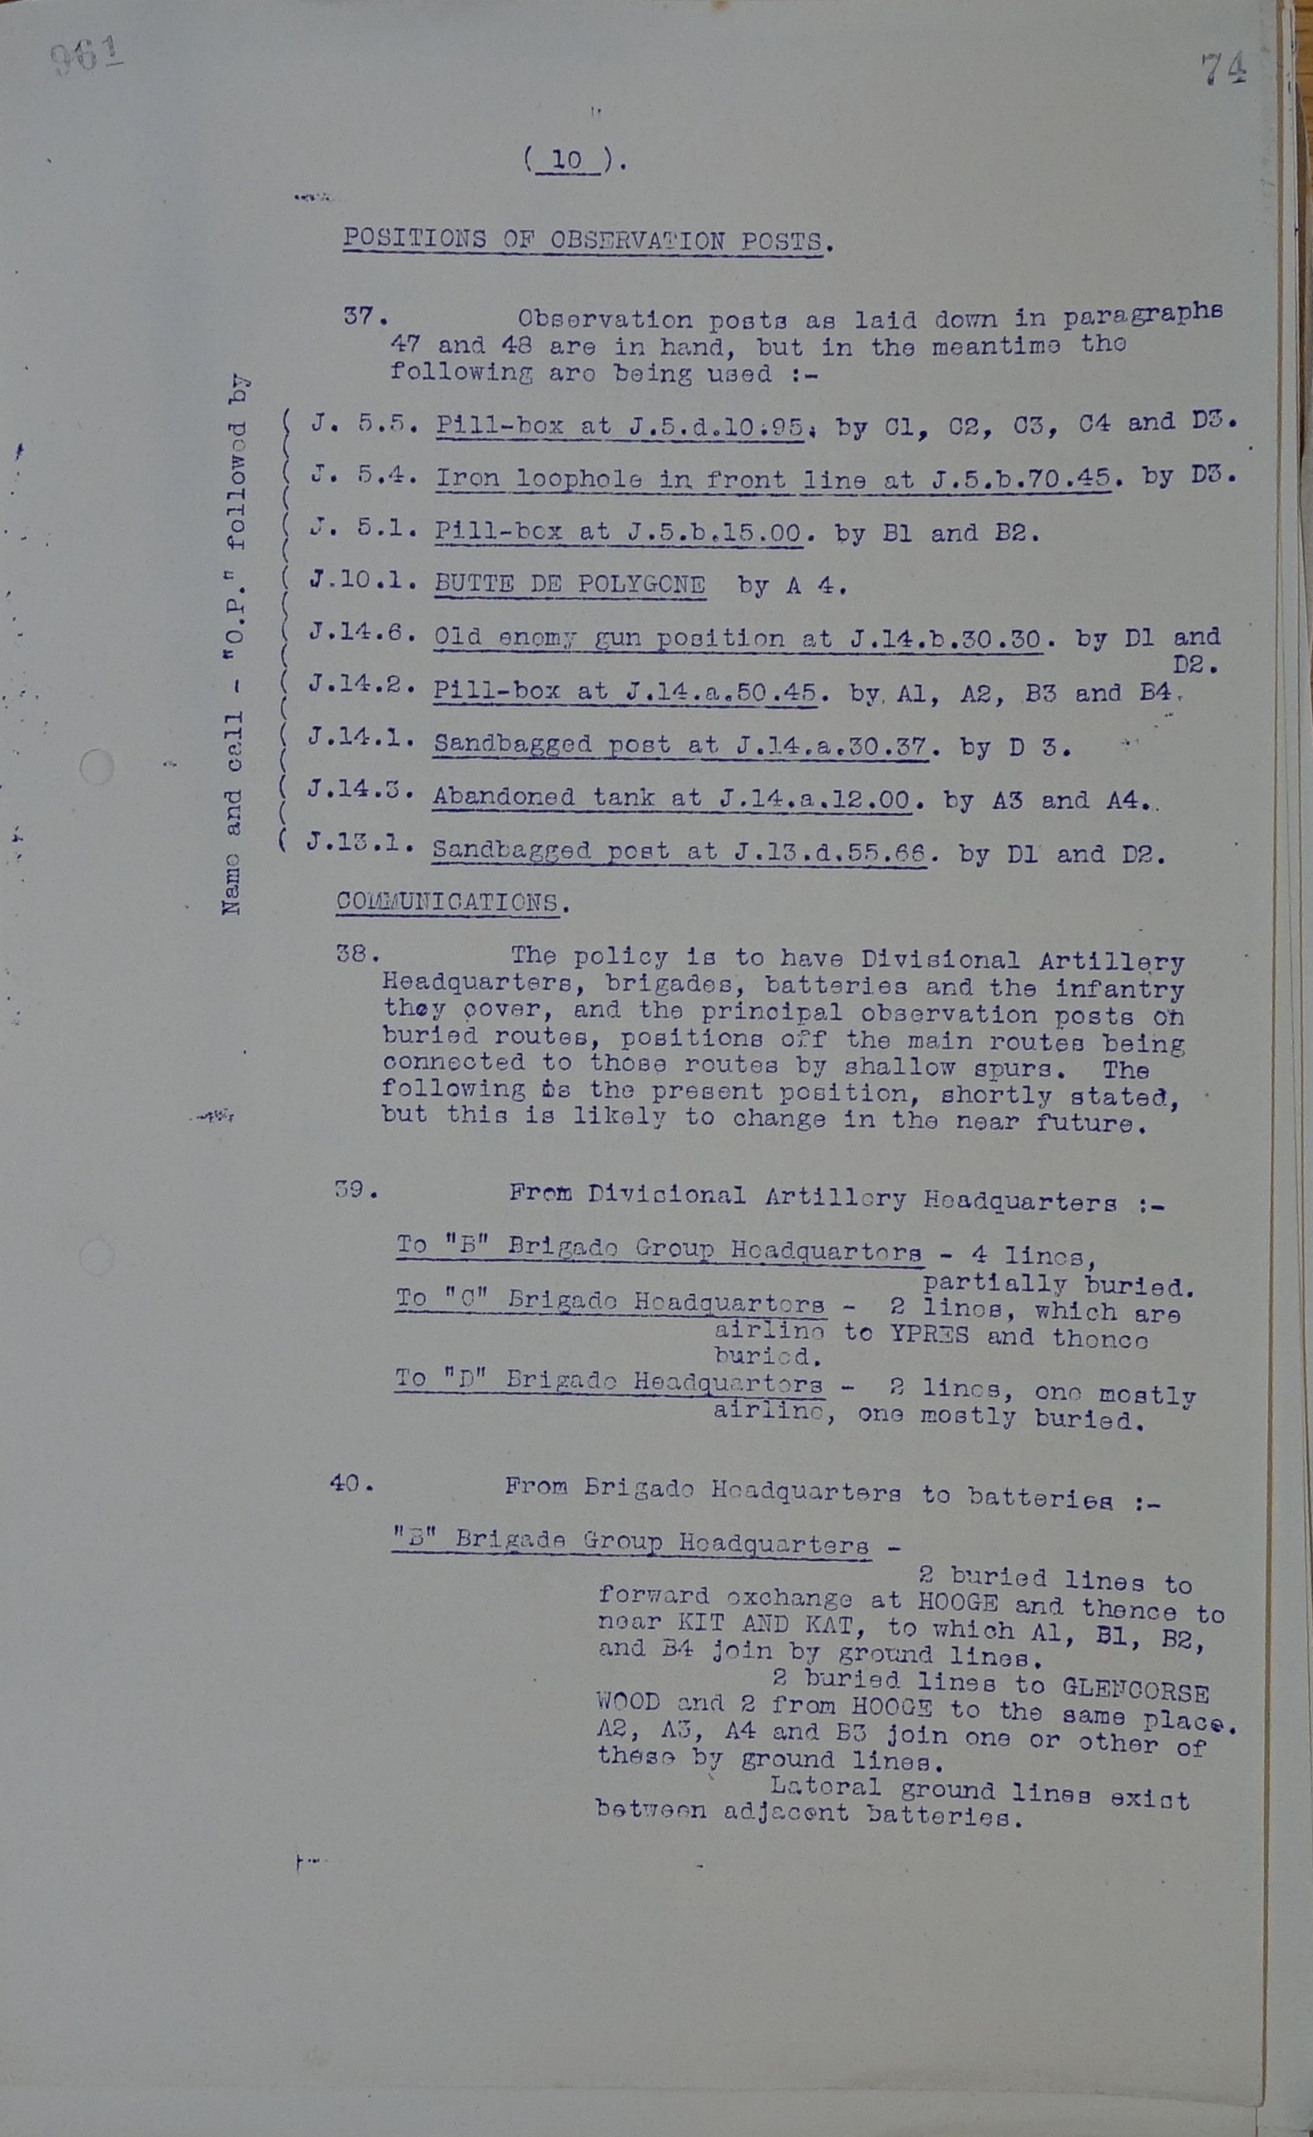 961
74
( 10 ).
POSITIONS OF OBSERVATION POSTS.
37. Observation posts as laid down in paragraphs
47 and 48 are in hand, but in the meantime the
following are being used :-
Name and call - "O.P." followed by
( J. 5.5. Pill-box at J.5.d.10.95. by C1, C2, C3, C4 and D3.
( J. 5.4. Iron loophole in front line at J.5.b.70.45. by D3.
( J. 5.1. Pill-box at J.5.b.15.00. by B1 and B2.
( J.10.1. BUTTE DE POLYGONE by A 4.
( J.14.6. Old enemy gun position at J.14.b.30.30. by D1 and
D2.
( J.14.2. Pill-box at J.14.a.50.45. by A1, A2, B3 and B4.
( J.14.1. Sandbagged post at J.14.a.30.37. by D 3.
( J.14.3. Abandoned tank at J.14.a.12.00. by A3 and A4.
( J.13.1. Sandbagged post at J.13.d.55.66. by D1 and D2.
COMMUNICATIONS.
38. The policy is to have Divisional Artillery
Headquarters, brigades, batteries and the infantry
they cover, and the principal observation posts on
buried routes, positions off the main routes being
connected to those routes by shallow spurs. The
following is the present position, shortly stated,
but this is likely to change in the near future.
39. From Divisional Artillery Headquarters :-
To "B" Brigade Group Headquarters - 4 lines,
partially buried.
To "C" Brigade Headquarters - 2 lines, which are
airline to YPRES and thence
buried.
To "D" Brigade Headquarters - 2 lines, one mostly
airline, one mostly buried.
40. From Brigade Headquarters to batteries :-
"B" Brigade Group Headquarters -
2 buried lines to
forward exchange at HOOGE and thence to
near KIT AND KAT, to which A1, B1, B2,
and B4 join by ground lines.
2 buried lines to GLENCORSE
WOOD and 2 from HOOGE to the same place.
A2, A3, A4 and B3 join one or other of
these by ground lines.
Lateral ground lines exist
between adjacent batteries.